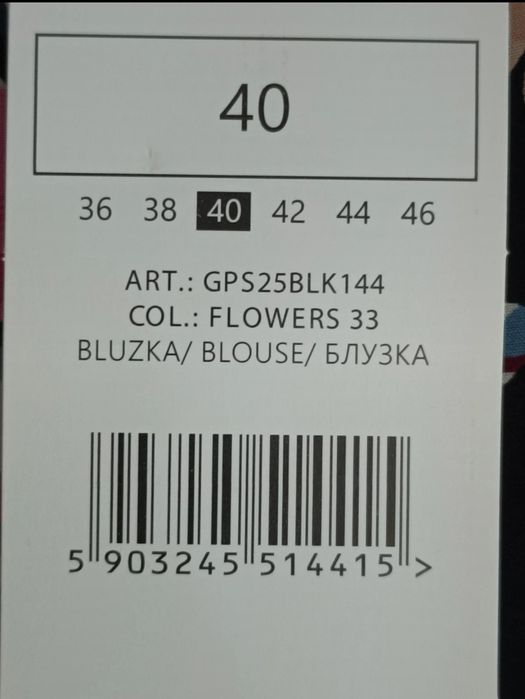 40
36 38 40 42 44 46
ART.: GPS25BLK144
COL.: FLOWERS 33
BLUZKA/ BLOUSE/ БЛУЗКА
5 903245 514415 >